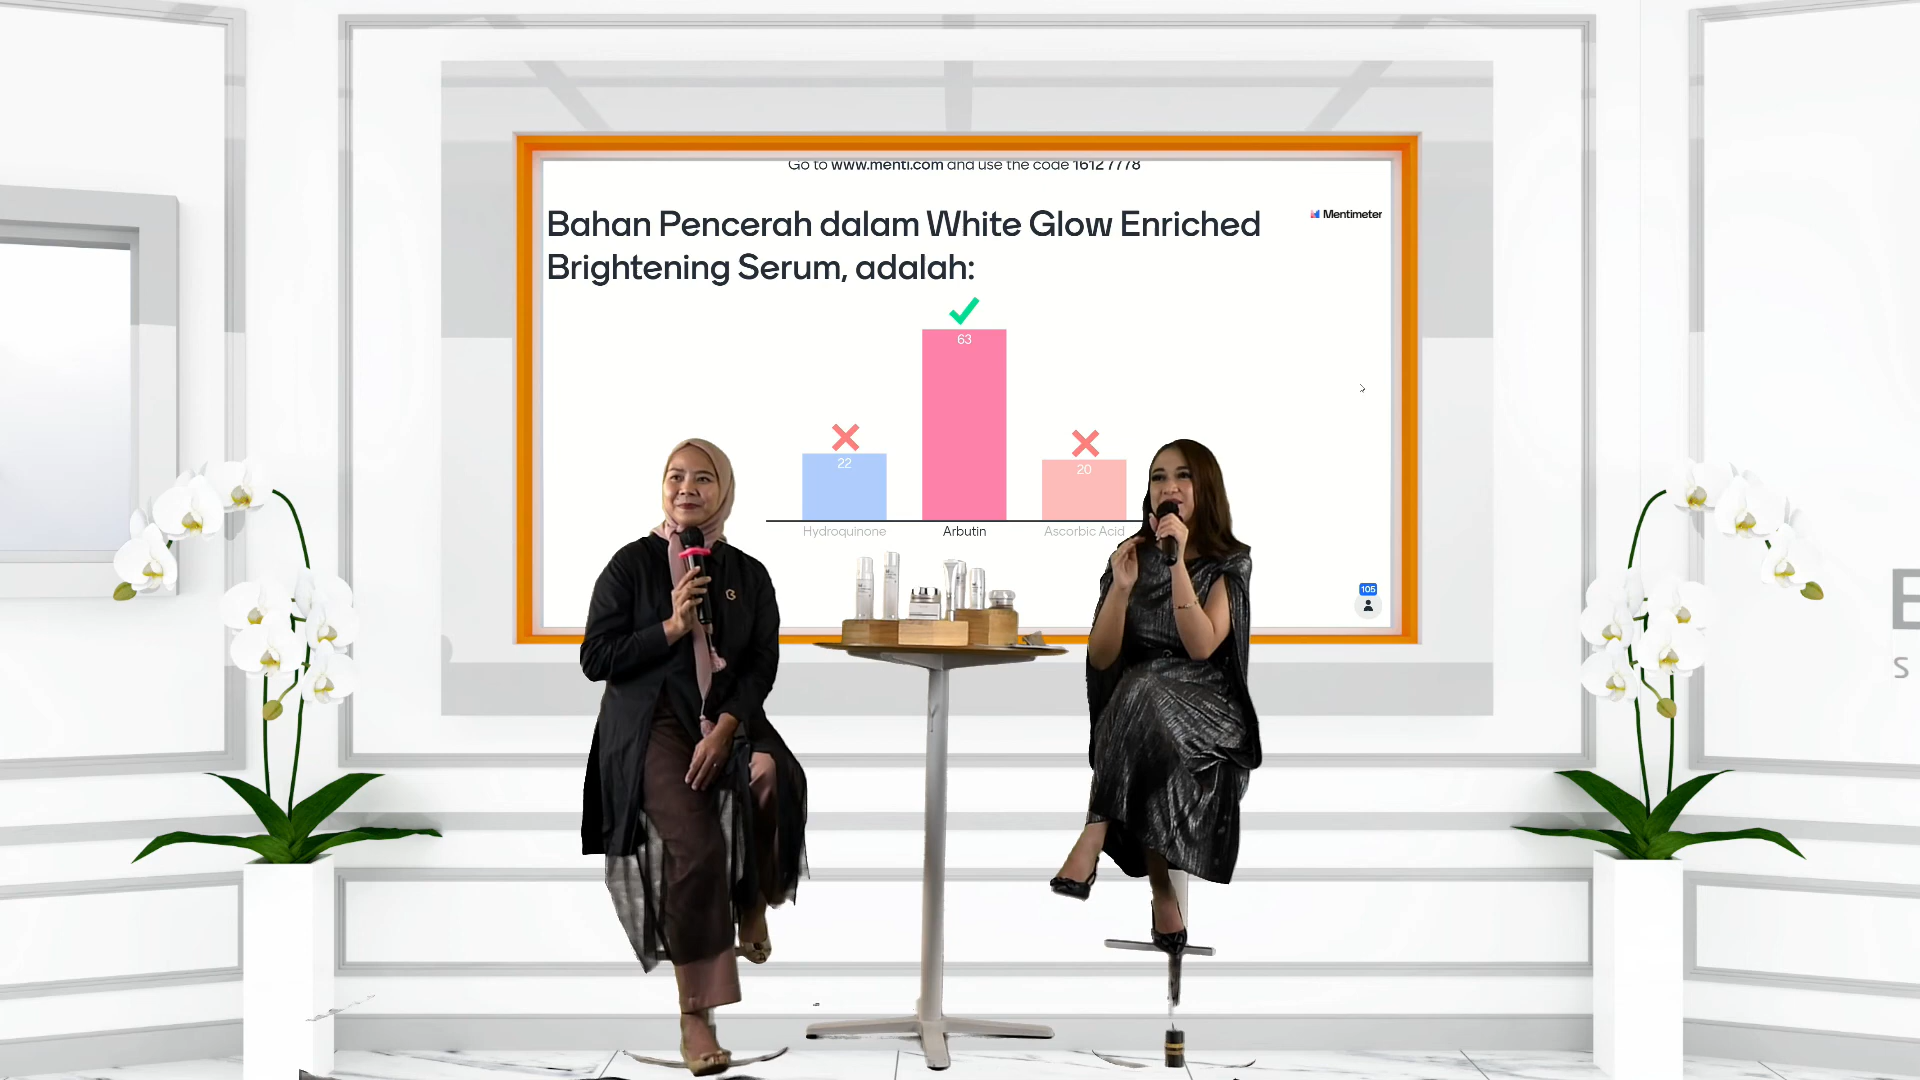 Go to www.menti.com and use the code 1612 7778
Mentimeter
Bahan Pencerah dalam White Glow Enriched
Brightening Serum, adalah:
63
22
20
Hydroquinone
Arbutin
Ascorbic Acid
105